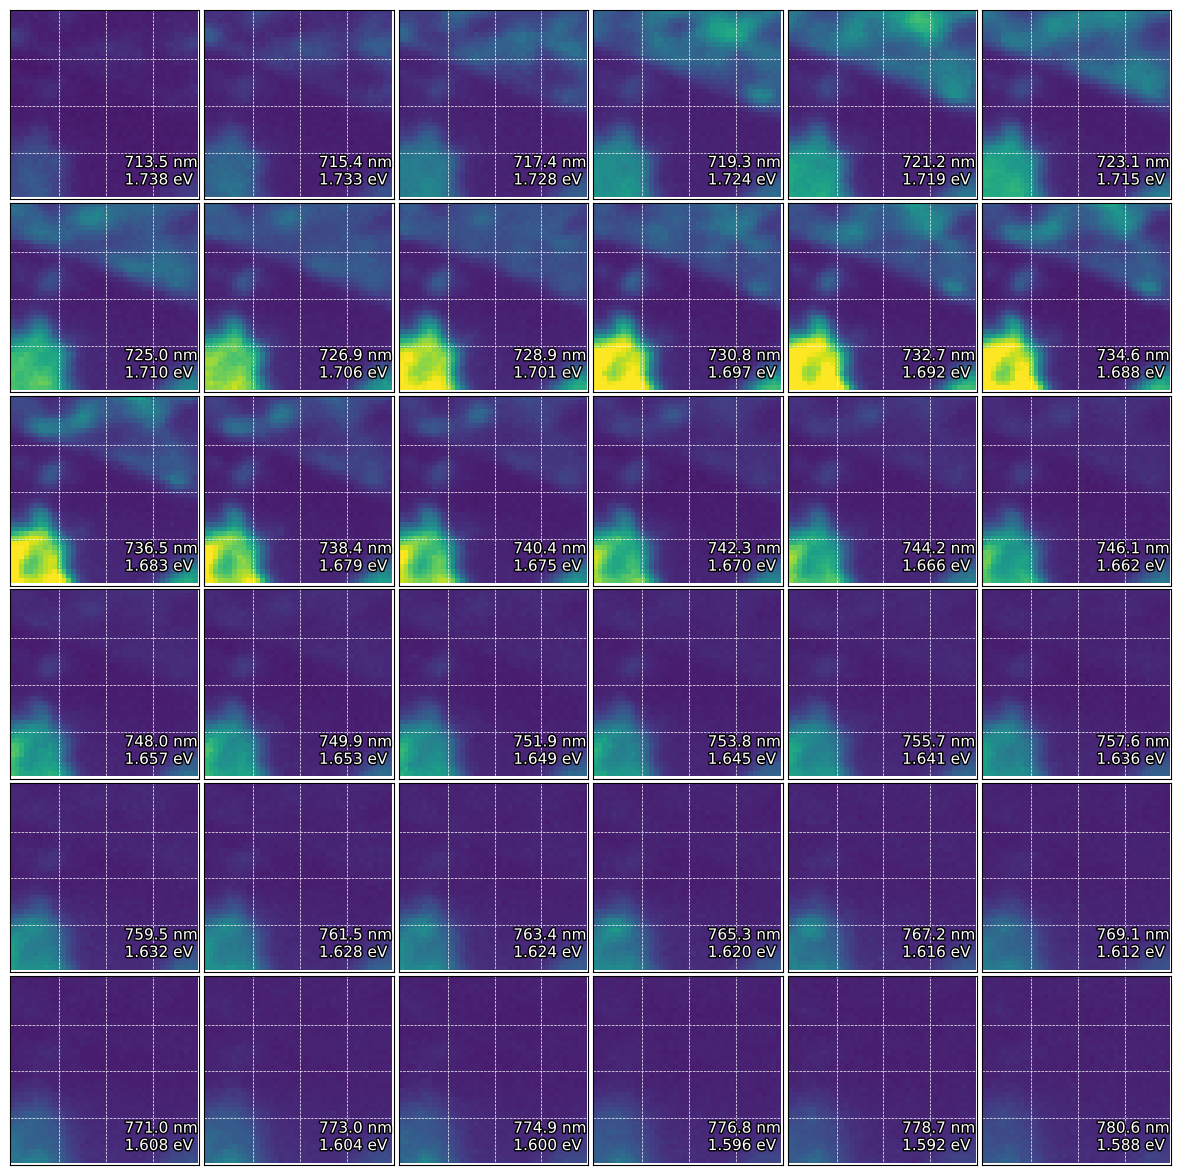 713.5 nm
1.738 eV
715.4 nm
1.733 eV
717.4 nm
1.728 eV
719.3 nm
1.724 eV
721.2 nm
1.719 eV
723.1 nm
1.715 eV
725.0 nm
1.710 eV
726.9 nm
1.706 eV
728.9 nm
1.701 eV
730.8 nm
1.697 eV
732.7 nm
1.692 eV
734.6 nm
1.688 eV
736.5 nm
1.683 eV
738.4 nm
1.679 eV
740.4 nm
1.675 eV
742.3 nm
1.670 eV
744.2 nm
1.666 eV
746.1 nm
1.662 eV
748.0 nm
1.657 eV
749.9 nm
1.653 eV
751.9 nm
1.649 eV
753.8 nm
1.645 eV
755.7 nm
1.641 eV
757.6 nm
1.636 eV
759.5 nm
1.632 eV
761.5 nm
1.628 eV
763.4 nm
1.624 eV
765.3 nm
1.620 eV
767.2 nm
1.616 eV
769.1 nm
1.612 eV
771.0 nm
1.608 eV
773.0 nm
1.604 eV
774.9 nm
1.600 eV
776.8 nm
1.596 eV
778.7 nm
1.592 eV
780.6 nm
1.588 eV